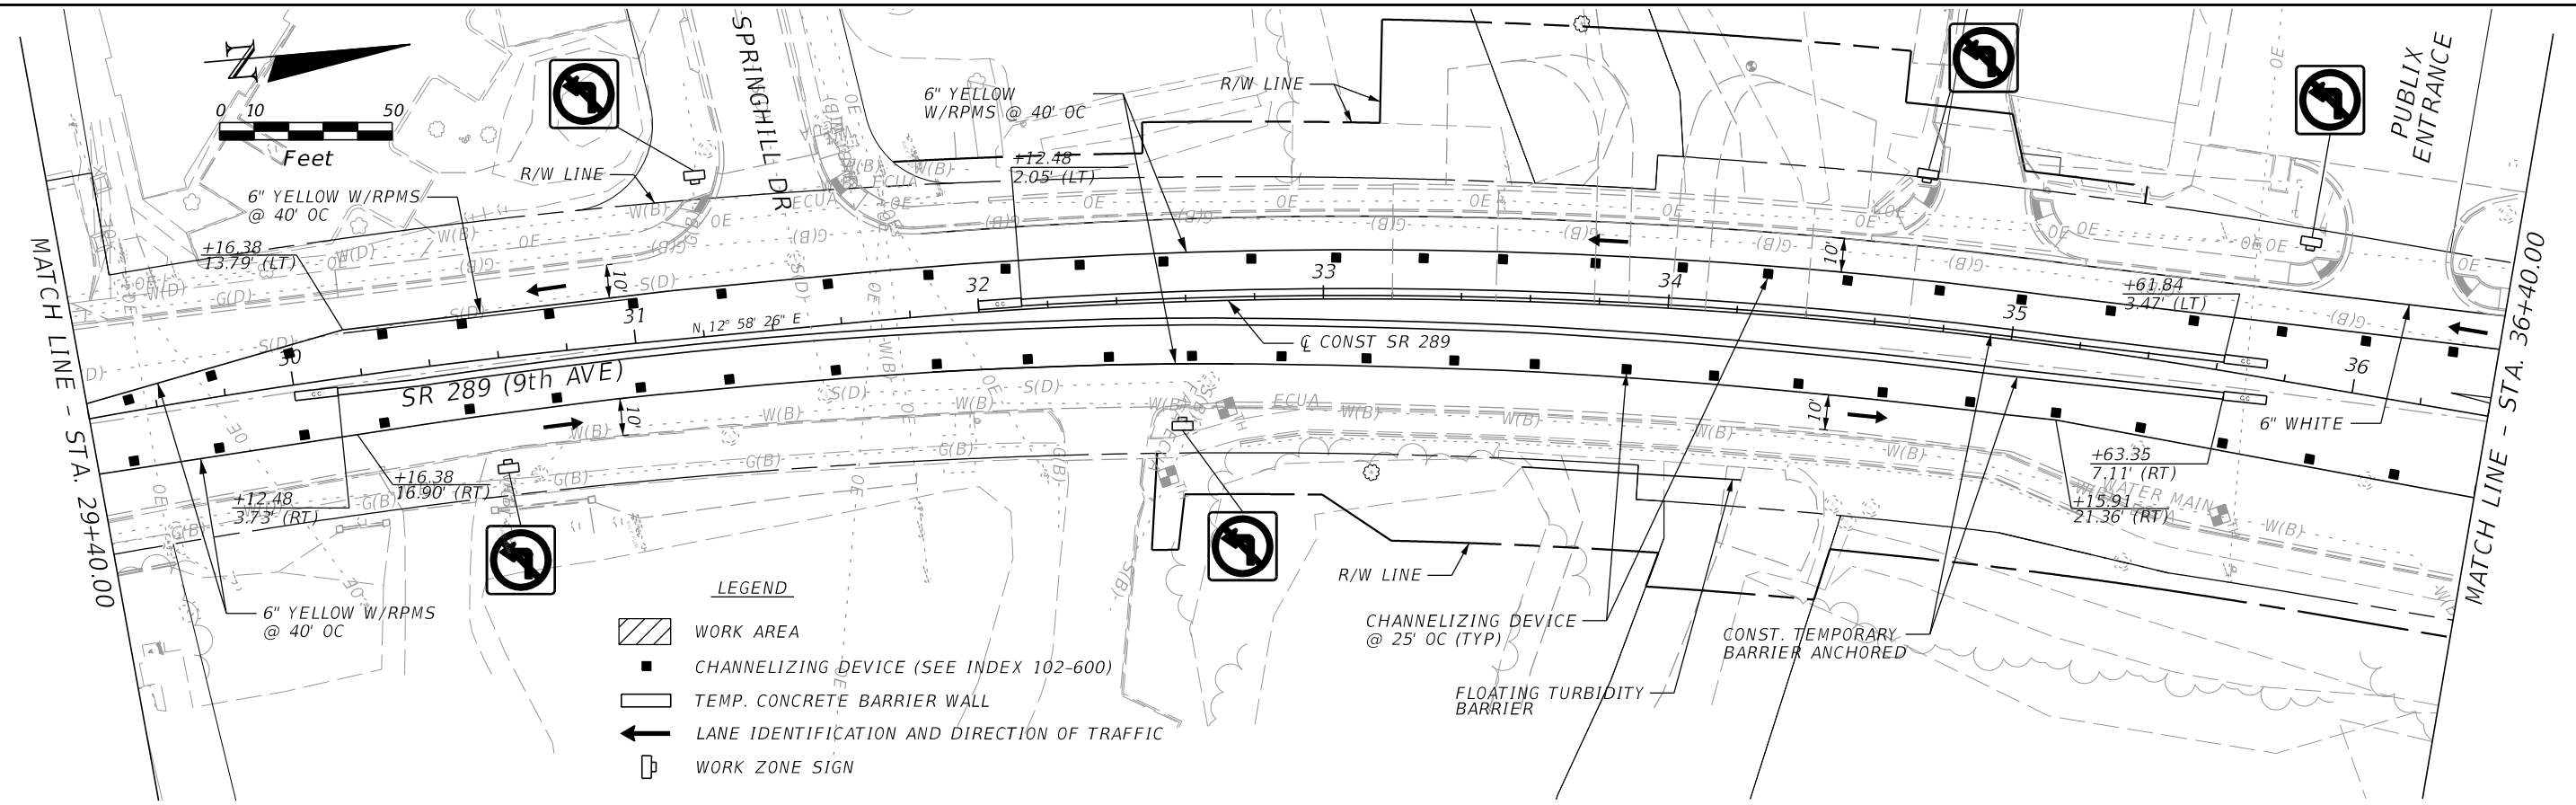 N
0 10 50
Feet
SPRINGHILL DR
PUBLIX
ENTRANCE
6" YELLOW
W/RPMS @ 40' OC
R/W LINE
R/W LINE
6" YELLOW W/RPMS
@ 40' OC
+12.48
2.05' (LT)
+16.38
13.79' (LT)
+61.84
3.47' (LT)
MATCH LINE - STA. 29+40.00
MATCH LINE - STA. 36+40.00
30
31
32
33
34
35
36
10'
10'
10'
10'
N 12° 58' 26" E
SR 289 (9th AVE)
℄ CONST SR 289
6" WHITE
+16.38
16.90' (RT)
+12.48
3.73' (RT)
+63.35
7.11' (RT)
+15.91
21.36' (RT)
WATER MAIN
ECUA
ECUA
ECUA
ECUA
W(B)
W(D)
G(B)
G(D)
S(D)
S(B)
OE
R/W LINE
6" YELLOW W/RPMS
@ 40' OC
CHANNELIZING DEVICE
@ 25' OC (TYP)
CONST. TEMPORARY
BARRIER ANCHORED
FLOATING TURBIDITY
BARRIER
LEGEND
WORK AREA
CHANNELIZING DEVICE (SEE INDEX 102-600)
TEMP. CONCRETE BARRIER WALL
LANE IDENTIFICATION AND DIRECTION OF TRAFFIC
WORK ZONE SIGN